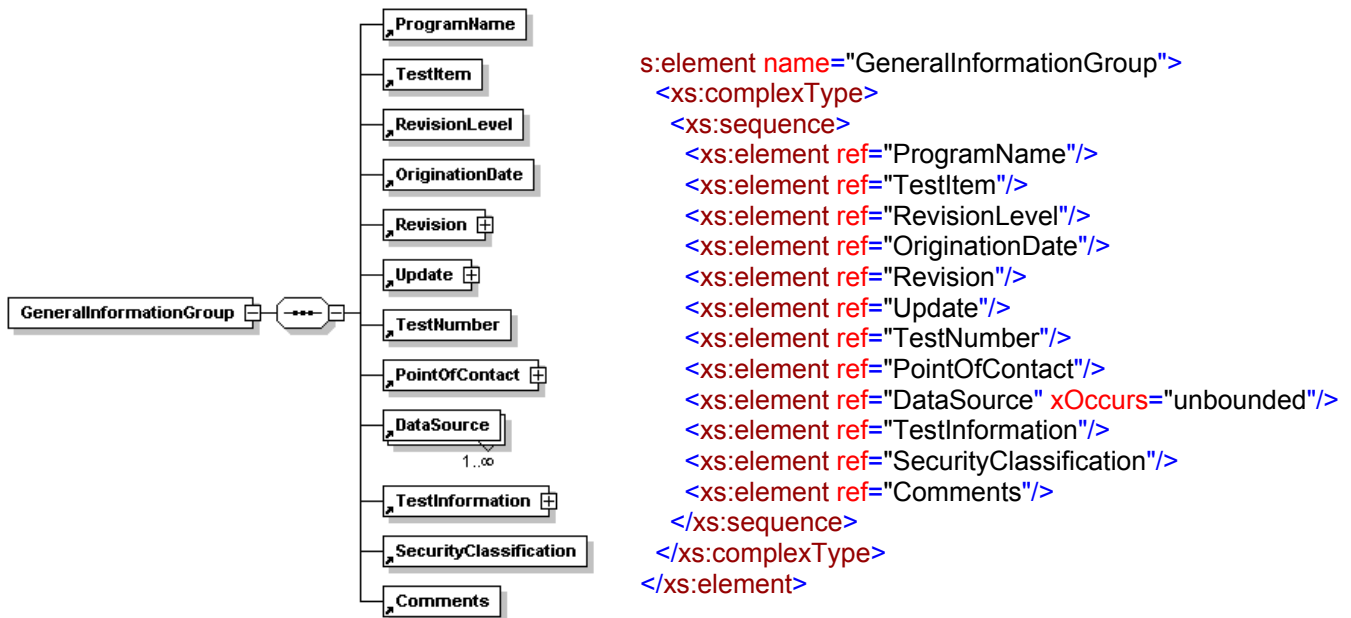 ProgramName
TestItem
RevisionLevel
OriginationDate
Revision
Update
GeneralInformationGroup
TestNumber
PointOfContact
DataSource
1..∞
TestInformation
SecurityClassification
Comments
s:element name="GeneralInformationGroup">
<xs:complexType>
<xs:sequence>
<xs:element ref="ProgramName"/>
<xs:element ref="TestItem"/>
<xs:element ref="RevisionLevel"/>
<xs:element ref="OriginationDate"/>
<xs:element ref="Revision"/>
<xs:element ref="Update"/>
<xs:element ref="TestNumber"/>
<xs:element ref="PointOfContact"/>
<xs:element ref="DataSource" xOccurs="unbounded"/>
<xs:element ref="TestInformation"/>
<xs:element ref="SecurityClassification"/>
<xs:element ref="Comments"/>
</xs:sequence>
</xs:complexType>
</xs:element>